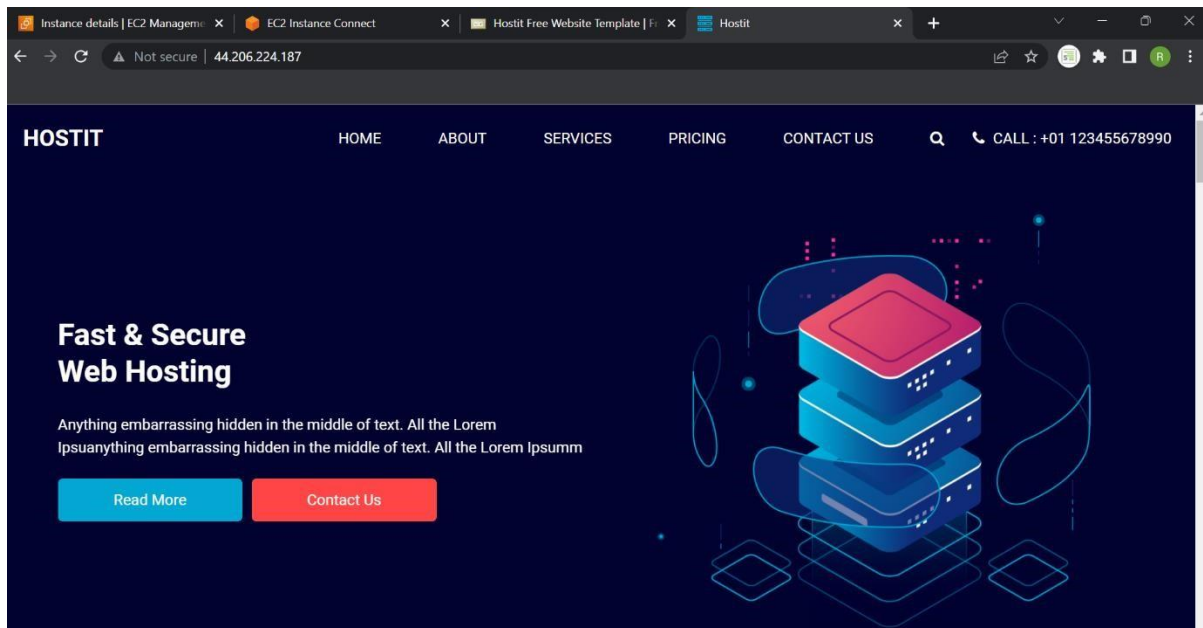 Instance details | EC2 Manageme
EC2 Instance Connect
Hostit Free Website Template | Fr
Hostit
Not secure | 44.206.224.187
R
HOSTIT
HOME
ABOUT
SERVICES
PRICING
CONTACT US
CALL : +01 123455678990
Fast & Secure
Web Hosting
Anything embarrassing hidden in the middle of text. All the Lorem
Ipsuanything embarrassing hidden in the middle of text. All the Lorem Ipsumm
Read More
Contact Us